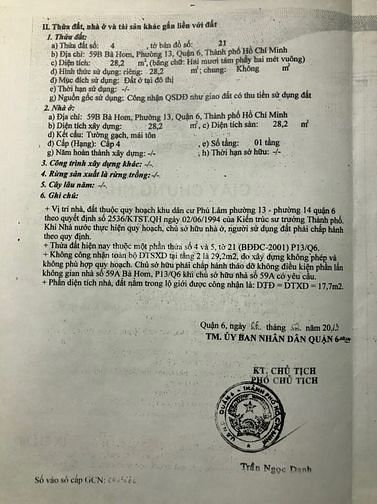 II. Thửa đất, nhà ở và tài sản khác gắn liền với đất
1. Thửa đất:
a) Thửa đất số: 4 , tờ bản đồ số: 21
b) Địa chỉ: 59B Bà Hom, Phường 13, Quận 6, Thành phố Hồ Chí Minh
c) Diện tích: 28,2 m², (bằng chữ: Hai mươi tám phẩy hai mét vuông)
d) Hình thức sử dụng: riêng: 28,2 m²; chung: Không m²
đ) Mục đích sử dụng: Đất ở tại đô thị
e) Thời hạn sử dụng: -/-
g) Nguồn gốc sử dụng: Công nhận QSDĐ như giao đất có thu tiền sử dụng đất
2. Nhà ở:
a) Địa chỉ: 59B Bà Hom, Phường 13, Quận 6, Thành phố Hồ Chí Minh
b) Diện tích xây dựng: 28,2 m², c) Diện tích sàn: 28,2 m²
d) Kết cấu: Tường gạch, mái tôn
đ) Cấp (Hạng): Cấp 4 e) Số tầng: 01 tầng
g) Năm hoàn thành xây dựng: -/- h) Thời hạn sở hữu: -/-
3. Công trình xây dựng khác: -/-
4. Rừng sản xuất là rừng trồng: -/-
5. Cây lâu năm: -/-
6. Ghi chú:
+ Vị trí nhà, đất thuộc quy hoạch khu dân cư Phú Lâm phường 13 - phường 14 quận 6
theo quyết định số 2536/KTST.QH ngày 02/06/1994 của Kiến trúc sư trưởng Thành phố.
Khi Nhà nước thực hiện quy hoạch, chủ sở hữu nhà ở, người sử dụng đất phải chấp hành
theo quy định.
+ Thửa đất hiện nay thuộc một phần thửa số 4 và 5, tờ 21 (BĐĐC-2001) P13/Q6.
+ Không công nhận toàn bộ DTSXD tại tầng 2 là 29,2m², do xây dựng không phép và
không phù hợp quy hoạch. Chủ sở hữu phải chấp hành tháo dỡ không điều kiện phần lấn
không gian nhà số 59A Bà Hom, P13/Q6 khi chủ sở hữu nhà số 59A có yêu cầu.
+ Phần diện tích nhà, đất nằm trong lộ giới được công nhận là: DTĐ = DTXD = 17,7m².
Quận 6, ngày tháng năm 20
TM. ỦY BAN NHÂN DÂN QUẬN 6
KT. CHỦ TỊCH
PHÓ CHỦ TỊCH
Trần Ngọc Danh
Số vào sổ cấp GCN: